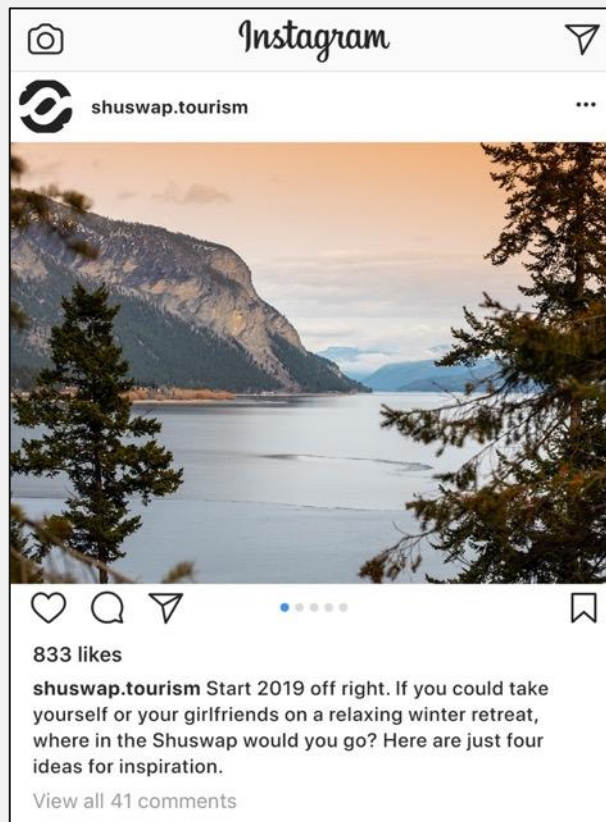 Instagram
shuswap.tourism
833 likes
shuswap.tourism Start 2019 off right. If you could take
yourself or your girlfriends on a relaxing winter retreat,
where in the Shuswap would you go? Here are just four
ideas for inspiration.
View all 41 comments